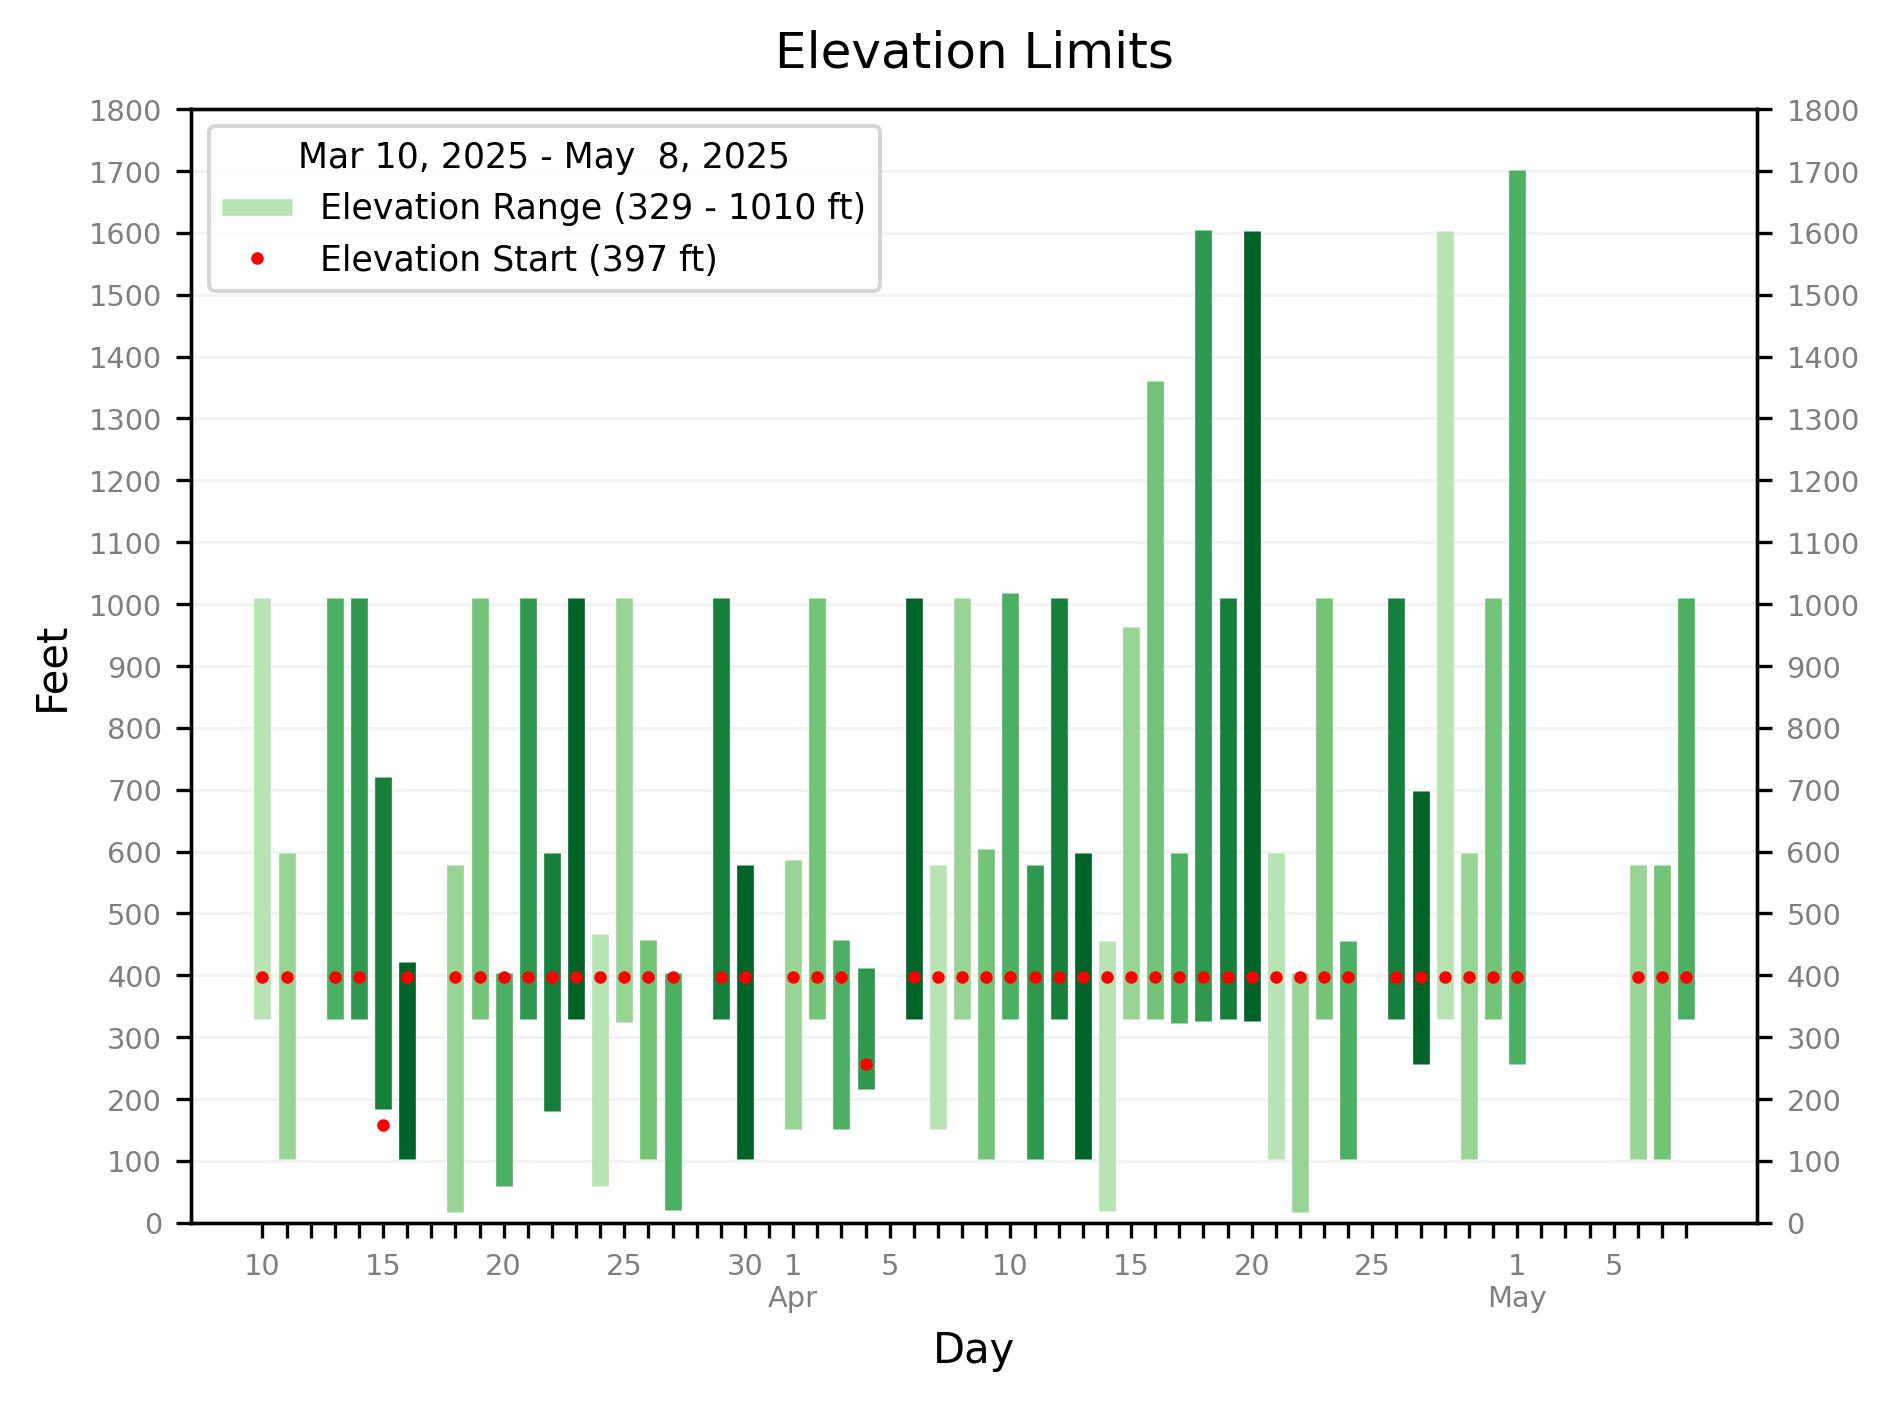 Elevation Limits
Mar 10, 2025 - May  8, 2025
Elevation Range (329 - 1010 ft)
Elevation Start (397 ft)
1800 1800
1700 1700
1600 1600
1500 1500
1400 1400
1300 1300
1200 1200
1100 1100
1000 1000
900 900
800 800
700 700
600 600
500 500
400 400
300 300
200 200
100 100
0 0
Feet
10 15 20 25 30 1 5 10 15 20 25 1 5
Apr May
Day